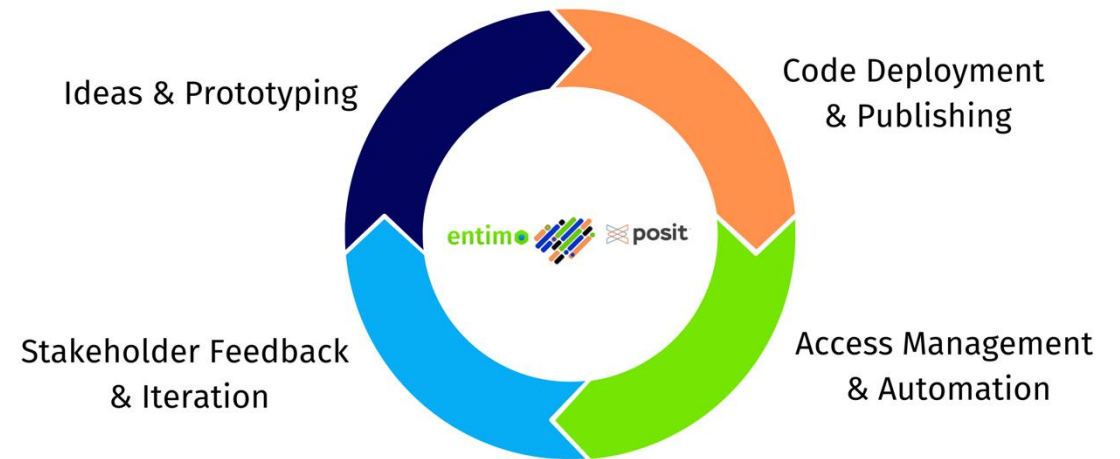 Ideas & Prototyping
Code Deployment
& Publishing
entimo
posit
Stakeholder Feedback
& Iteration
Access Management
& Automation